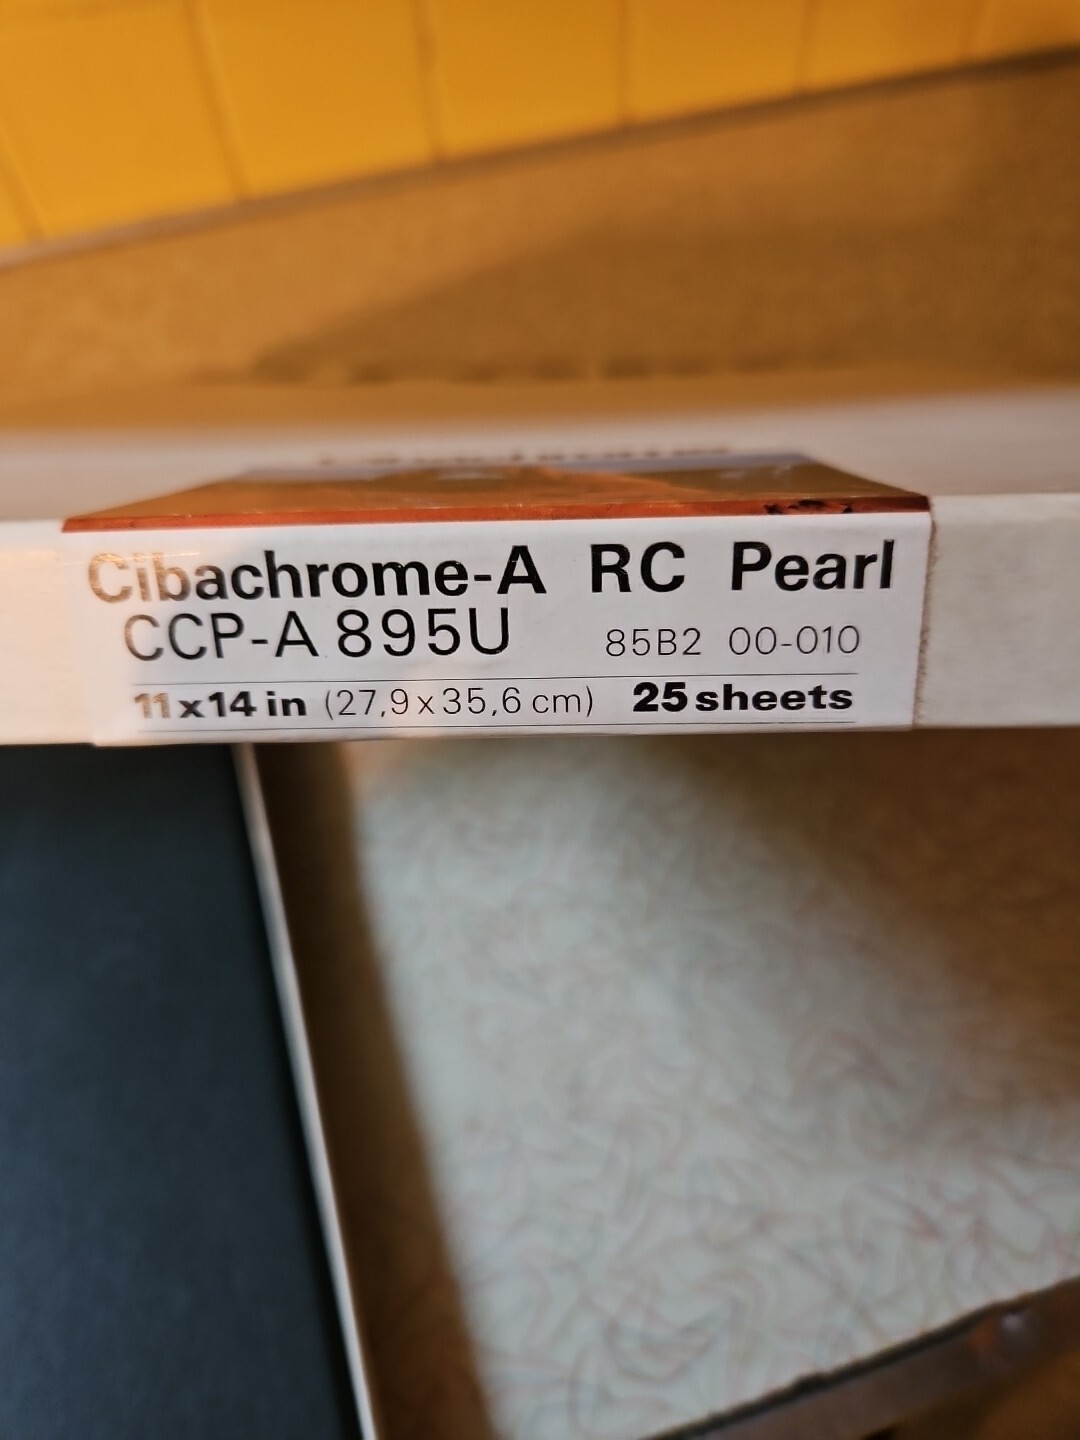 Cibachrome-A RC Pearl
CCP-A 895U 85B2 00-010
11x14 in (27,9x35,6 cm) 25 sheets